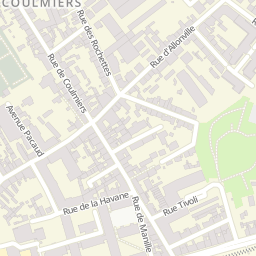 COULMIERS
Rue des Rochettes
Rue d'Allonville
Rue de Coulmiers
Avenue Pacaud
Rue de la Havane
Rue Tivoli
Rue de Manille